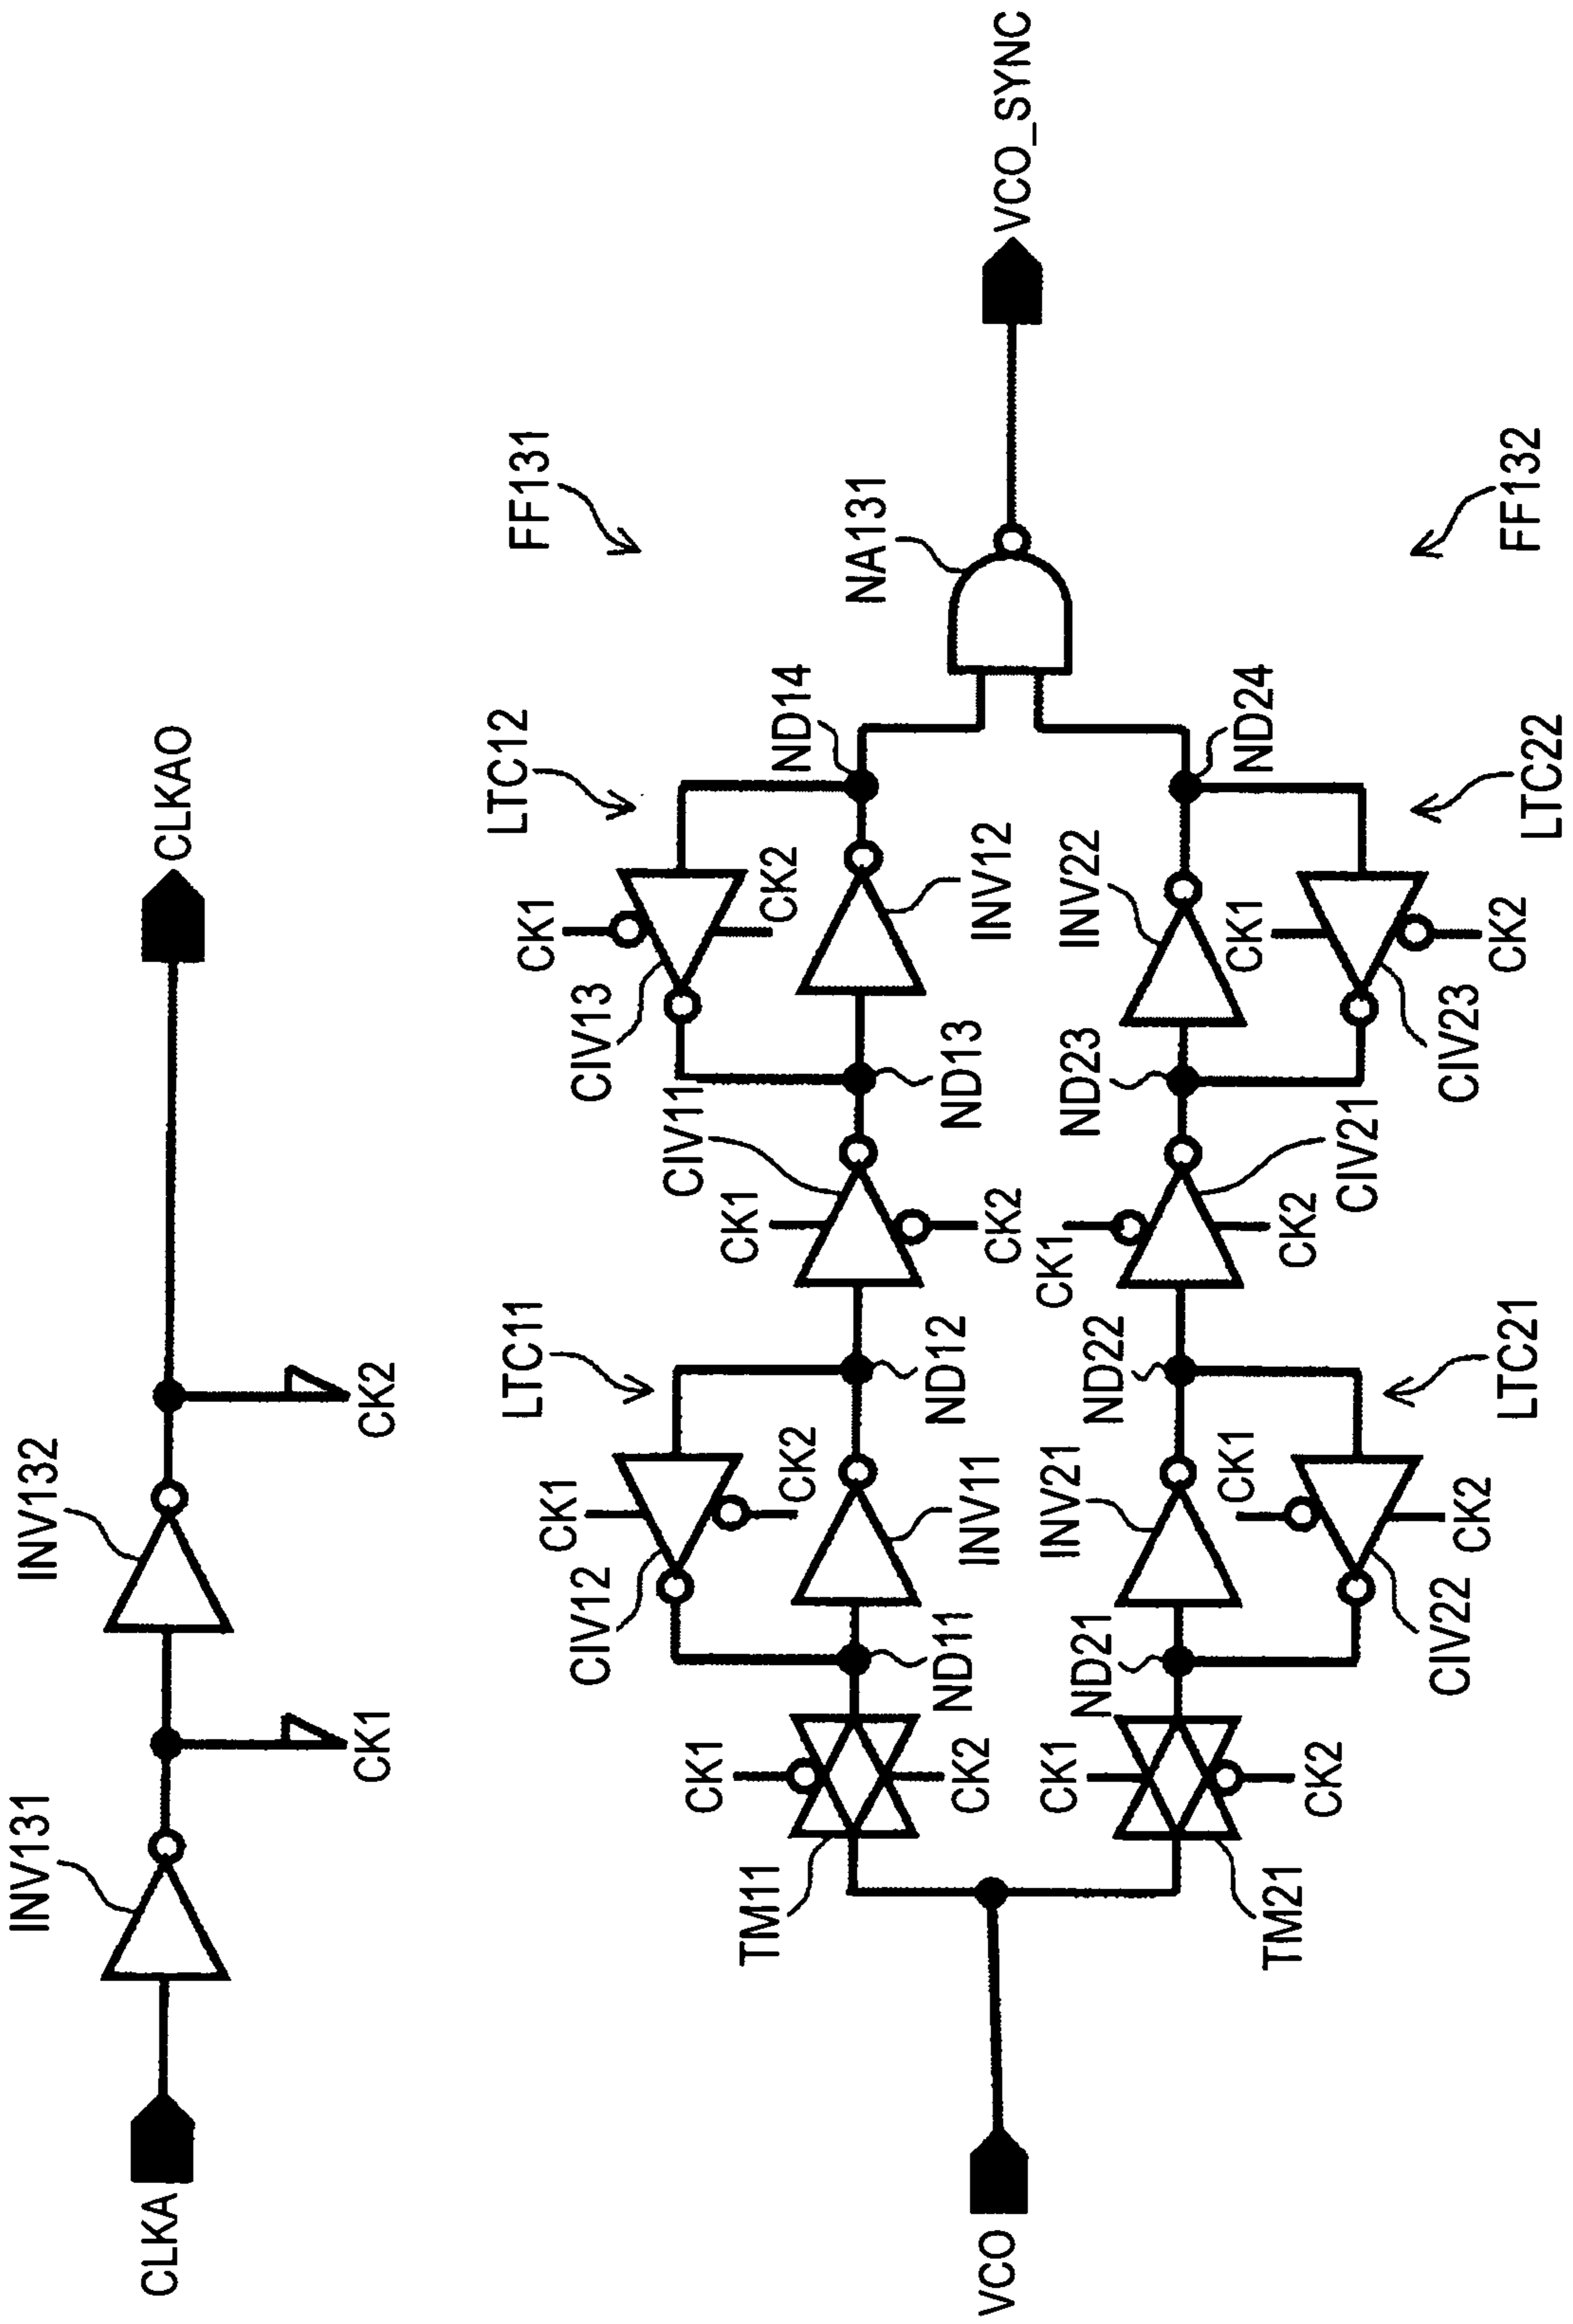 CLKA
INV131
CK1
INV132
CK2
CLKAO
FF131
LTC11
LTC12
CIV12
CK1
CK2
CIV13
CK1
CK2
TM11
CK1
CK2
ND11
INV11
ND12
CIV11
CK1
CK2
ND13
INV12
ND14
NA131
VCO
VCO_SYNC
TM21
CK1
CK2
ND21
INV21
ND22
CIV21
CK1
CK2
ND23
INV22
ND24
CIV22
CK1
CK2
CIV23
CK1
CK2
LTC21
LTC22
FF132